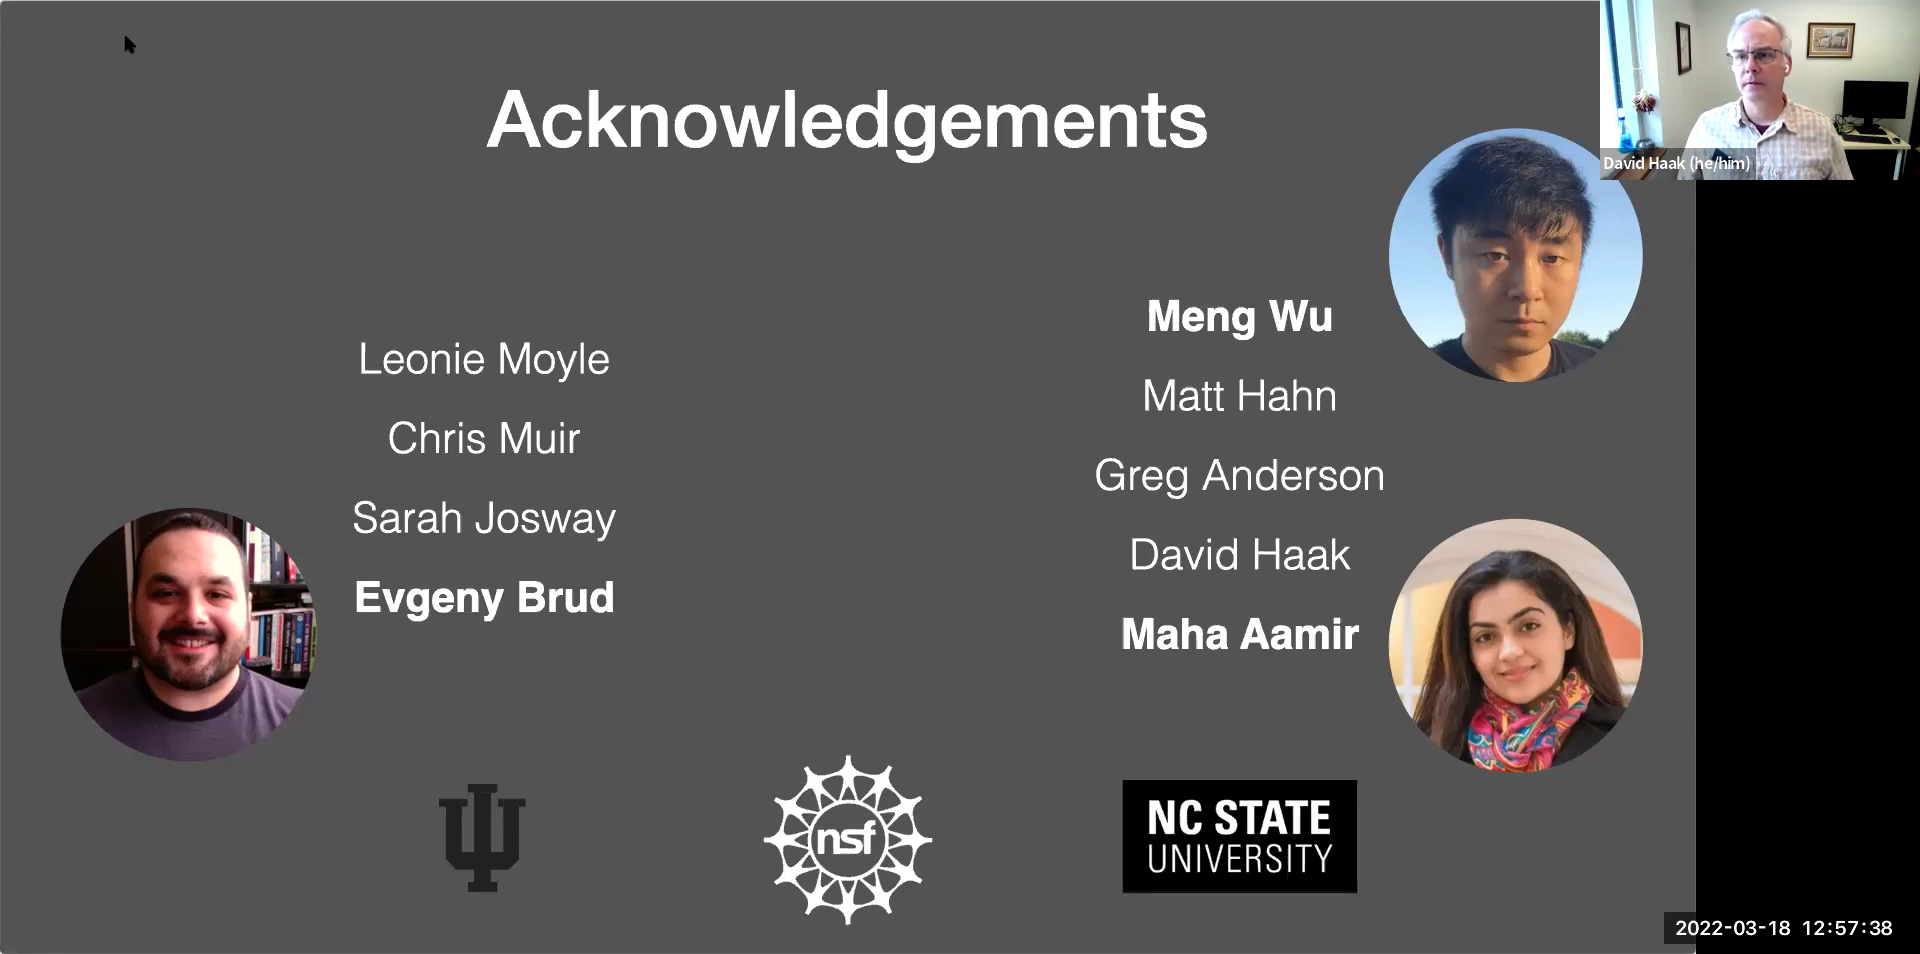 Acknowledgements
David Haak (he/him)
Leonie Moyle
Chris Muir
Sarah Josway
Evgeny Brud
Meng Wu
Matt Hahn
Greg Anderson
David Haak
Maha Aamir
nsf
NC STATE
UNIVERSITY
2022-03-18 12:57:38